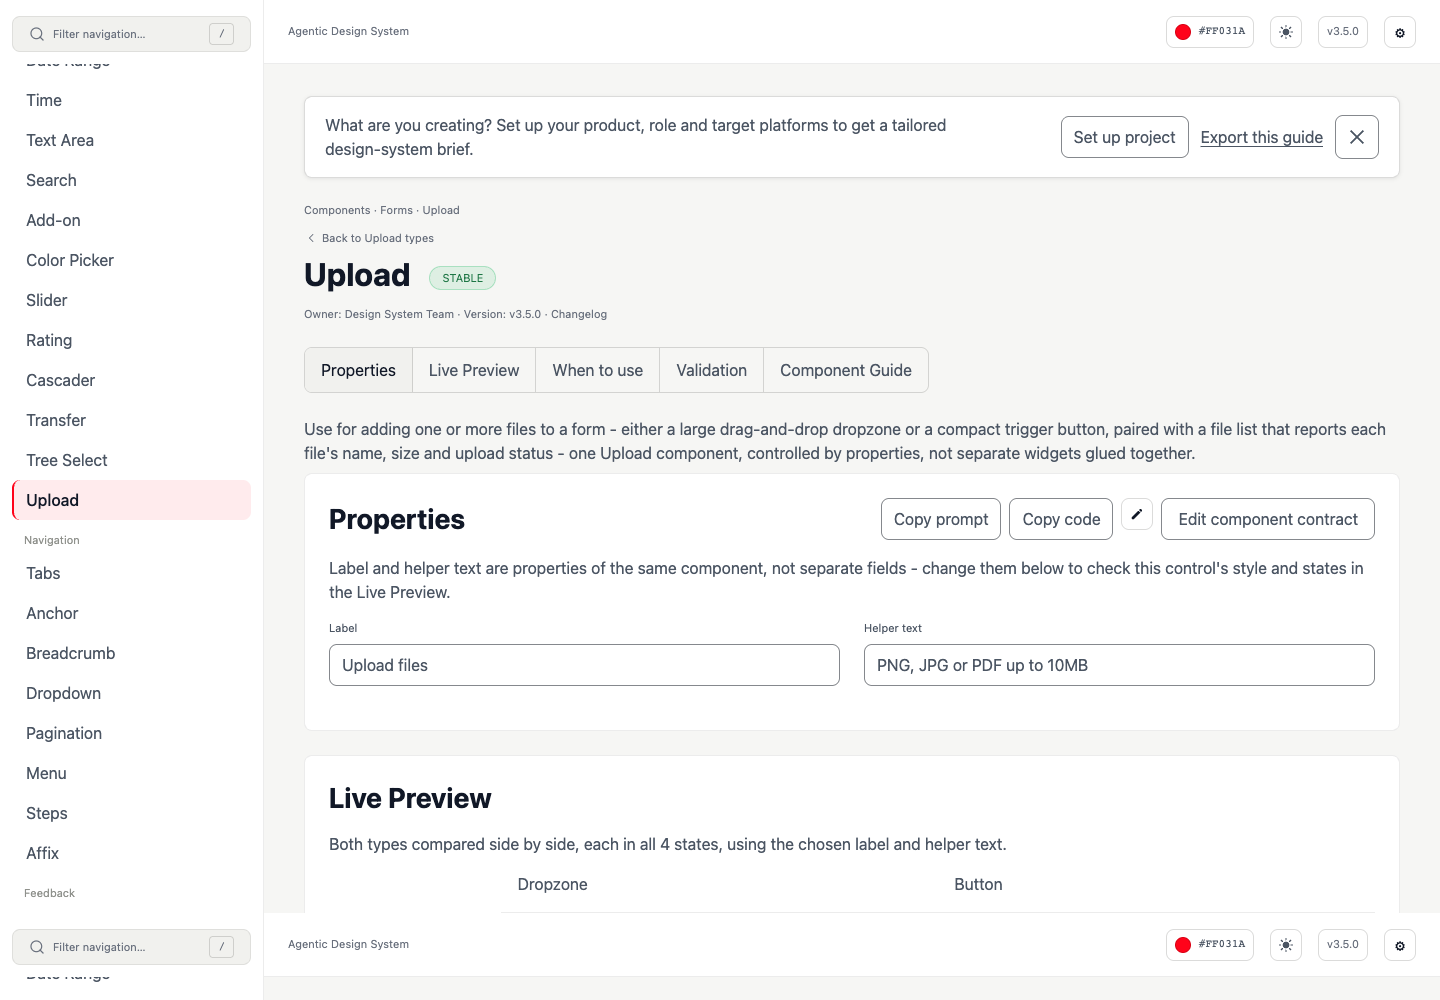 Filter navigation...
/
Date Range
Time
Text Area
Search
Add-on
Color Picker
Slider
Rating
Cascader
Transfer
Tree Select
Upload
Navigation
Tabs
Anchor
Breadcrumb
Dropdown
Pagination
Menu
Steps
Affix
Feedback
Agentic Design System
#FF031A
v3.5.0
What are you creating? Set up your product, role and target platforms to get a tailored
design-system brief.
Set up project
Export this guide
Components · Forms · Upload
Back to Upload types
Upload
STABLE
Owner: Design System Team · Version: v3.5.0 · Changelog
Properties
Live Preview
When to use
Validation
Component Guide
Use for adding one or more files to a form - either a large drag-and-drop dropzone or a compact trigger button, paired with a file list that reports each
file's name, size and upload status - one Upload component, controlled by properties, not separate widgets glued together.
Properties
Copy prompt
Copy code
Edit component contract
Label and helper text are properties of the same component, not separate fields - change them below to check this control's style and states in
the Live Preview.
Label
Upload files
Helper text
PNG, JPG or PDF up to 10MB
Live Preview
Both types compared side by side, each in all 4 states, using the chosen label and helper text.
Dropzone
Button
Filter navigation...
/
Date Range
Agentic Design System
#FF031A
v3.5.0